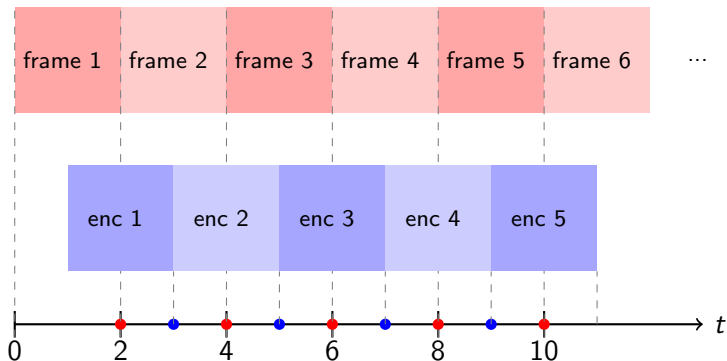 frame 1 frame 2 frame 3 frame 4 frame 5 frame 6 ...
enc 1 enc 2 enc 3 enc 4 enc 5
t
0 2 4 6 8 10